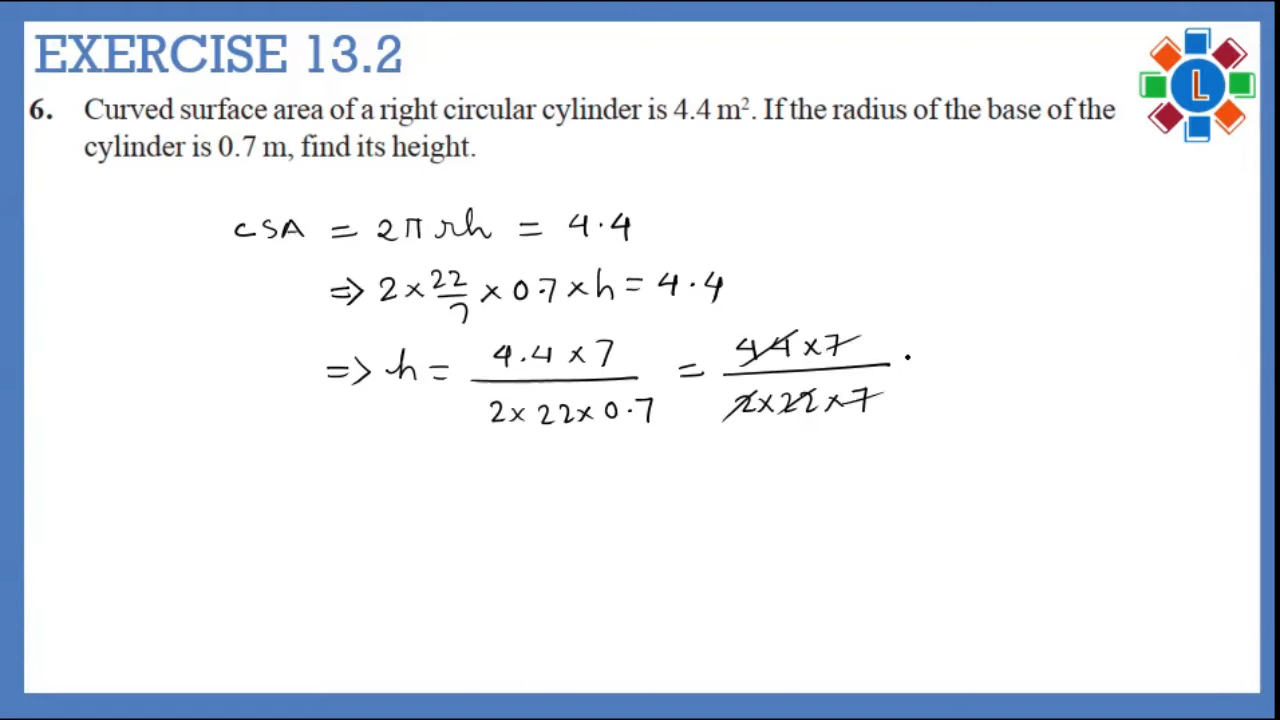 EXERCISE 13.2
L
6. Curved surface area of a right circular cylinder is 4.4 m². If the radius of the base of the
cylinder is 0.7 m, find its height.
CSA = 2π rh = 4.4
⇒ 2 × 22/7 × 0.7 × h = 4.4
⇒ h = 4.4 × 7 / 2 × 22 × 0.7 = 44 × 7 / 2 × 22 × 7